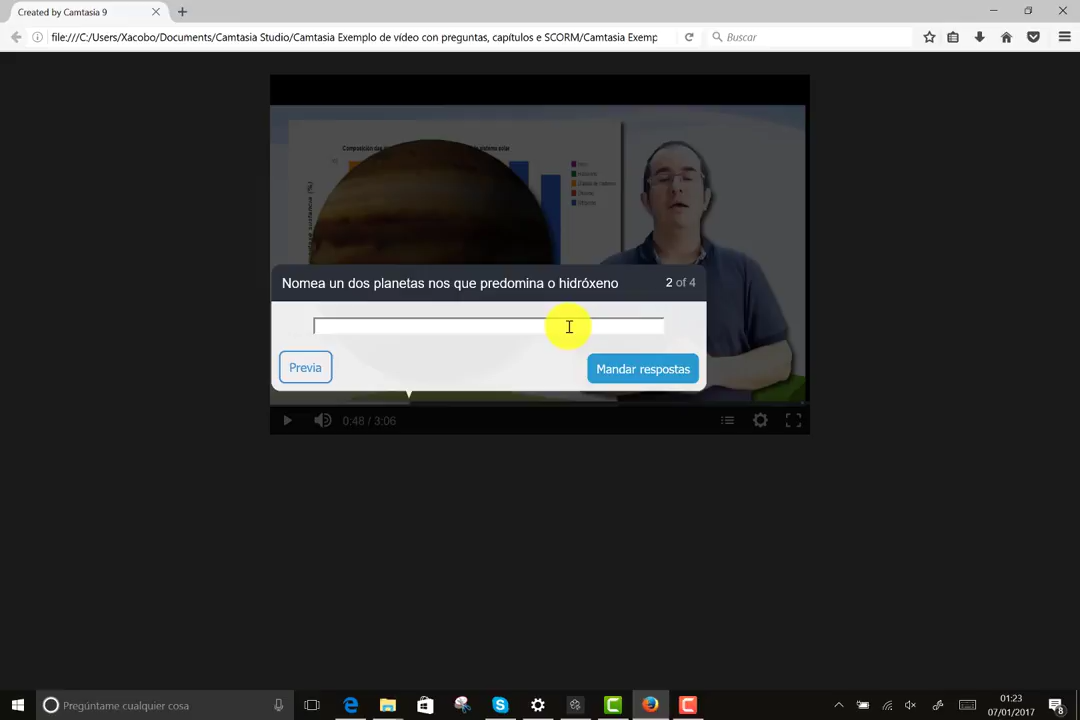 Created by Camtasia 9
file:///C:/Users/Xacobo/Documents/Camtasia Studio/Camtasia Exemplo de vídeo con preguntas, capítulos e SCORM/Camtasia Exemp
Buscar
Nomea un dos planetas nos que predomina o hidróxeno
2 of 4
Previa
Mandar respostas
0:48 / 3:06
Pregúntame cualquier cosa
01:23
07/01/2017
8